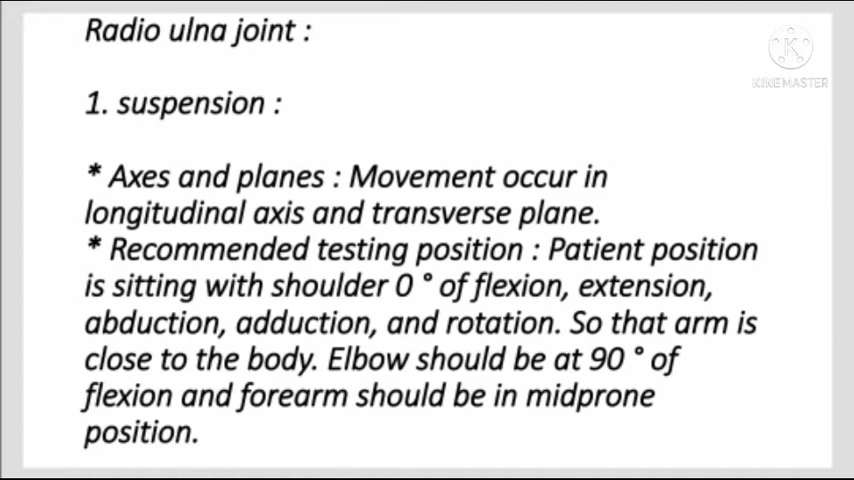 Radio ulna joint :
1. suspension :
* Axes and planes : Movement occur in
longitudinal axis and transverse plane.
* Recommended testing position : Patient position
is sitting with shoulder 0 ° of flexion, extension,
abduction, adduction, and rotation. So that arm is
close to the body. Elbow should be at 90 ° of
flexion and forearm should be in midprone
position.
K
KINEMASTER